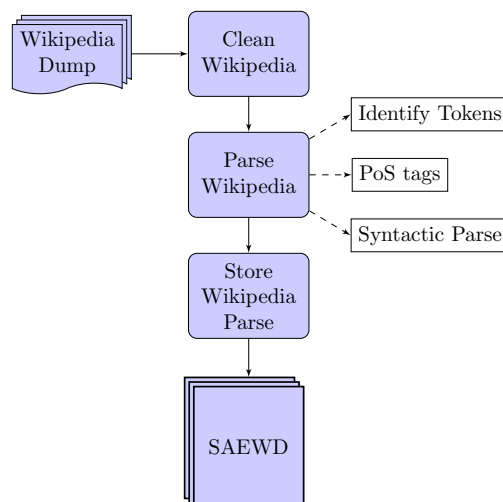 Wikipedia
Dump
Clean
Wikipedia
Identify Tokens
Parse
Wikipedia
PoS tags
Syntactic Parse
Store
Wikipedia
Parse
SAEWD